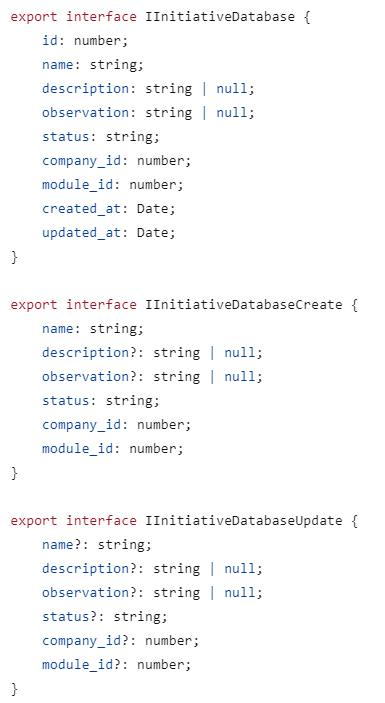 export interface IInitiativeDatabase {
    id: number;
    name: string;
    description: string | null;
    observation: string | null;
    status: string;
    company_id: number;
    module_id: number;
    created_at: Date;
    updated_at: Date;
}

export interface IInitiativeDatabaseCreate {
    name: string;
    description?: string | null;
    observation?: string | null;
    status: string;
    company_id: number;
    module_id: number;
}

export interface IInitiativeDatabaseUpdate {
    name?: string;
    description?: string | null;
    observation?: string | null;
    status?: string;
    company_id?: number;
    module_id?: number;
}